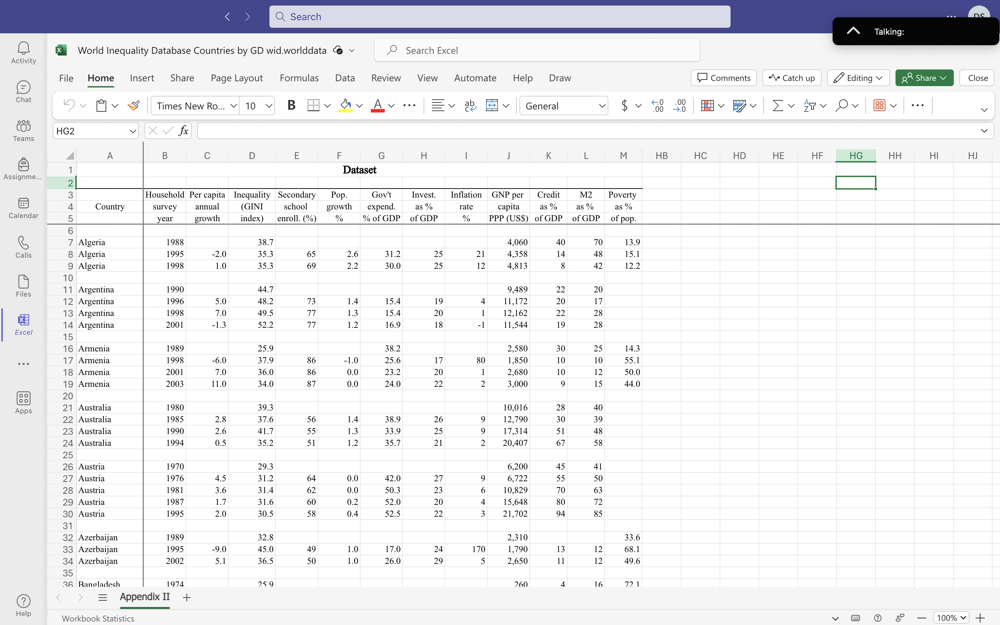 Search
DS
Talking:
Activity
Chat
Teams
Assignme...
Calendar
Calls
Files
Excel
Apps
Help
World Inequality Database Countries by GD wid.worlddata
Search Excel
File Home Insert Share Page Layout Formulas Data Review View Automate Help Draw
Comments Catch up Editing Share Close
Times New Ro... 10 B A ab General $
HG2 fx
A B C D E F G H I J K L M HB HC HD HE HF HG HH HI HJ
1 Dataset
2
3 Household Per capita Inequality Secondary Pop. Gov't Invest. Inflation GNP per Credit M2 Poverty
4 Country survey annual (GINI school growth expend. as % rate capita as % as % as %
5 year growth index) enroll. (%) % % of GDP of GDP % PPP (US$) of GDP of GDP of pop.
6
7 Algeria 1988 38.7 4,060 40 70 13.9
8 Algeria 1995 -2.0 35.3 65 2.6 31.2 25 21 4,358 14 48 15.1
9 Algeria 1998 1.0 35.3 69 2.2 30.0 25 12 4,813 8 42 12.2
10
11 Argentina 1990 44.7 9,489 22 20
12 Argentina 1996 5.0 48.2 73 1.4 15.4 19 4 11,172 20 17
13 Argentina 1998 7.0 49.5 77 1.3 15.4 20 1 12,162 22 28
14 Argentina 2001 -1.3 52.2 77 1.2 16.9 18 -1 11,544 19 28
15
16 Armenia 1989 25.9 38.2 2,580 30 25 14.3
17 Armenia 1998 -6.0 37.9 86 -1.0 25.6 17 80 1,850 10 10 55.1
18 Armenia 2001 7.0 36.0 86 0.0 23.2 20 1 2,680 10 12 50.0
19 Armenia 2003 11.0 34.0 87 0.0 24.0 22 2 3,000 9 15 44.0
20
21 Australia 1980 39.3 10,016 28 40
22 Australia 1985 2.8 37.6 56 1.4 38.9 26 9 12,790 30 39
23 Australia 1990 2.6 41.7 55 1.3 33.9 25 9 17,314 51 48
24 Australia 1994 0.5 35.2 51 1.2 35.7 21 2 20,407 67 58
25
26 Austria 1970 29.3 6,200 45 41
27 Austria 1976 4.5 31.2 64 0.0 42.0 27 9 6,722 55 50
28 Austria 1981 3.6 31.4 62 0.0 50.3 23 6 10,829 70 63
29 Austria 1987 1.7 31.6 60 0.2 52.0 20 4 15,648 80 72
30 Austria 1995 2.0 30.5 58 0.4 52.5 22 3 21,702 94 85
31
32 Azerbaijan 1989 32.8 2,310 33.6
33 Azerbaijan 1995 -9.0 45.0 49 1.0 17.0 24 170 1,790 13 12 68.1
34 Azerbaijan 2002 5.1 36.5 50 1.0 26.0 29 5 2,650 11 12 49.6
35
36 Bangladesh 1974 25.9 260 4 16 72.1
Appendix II
Workbook Statistics
100%